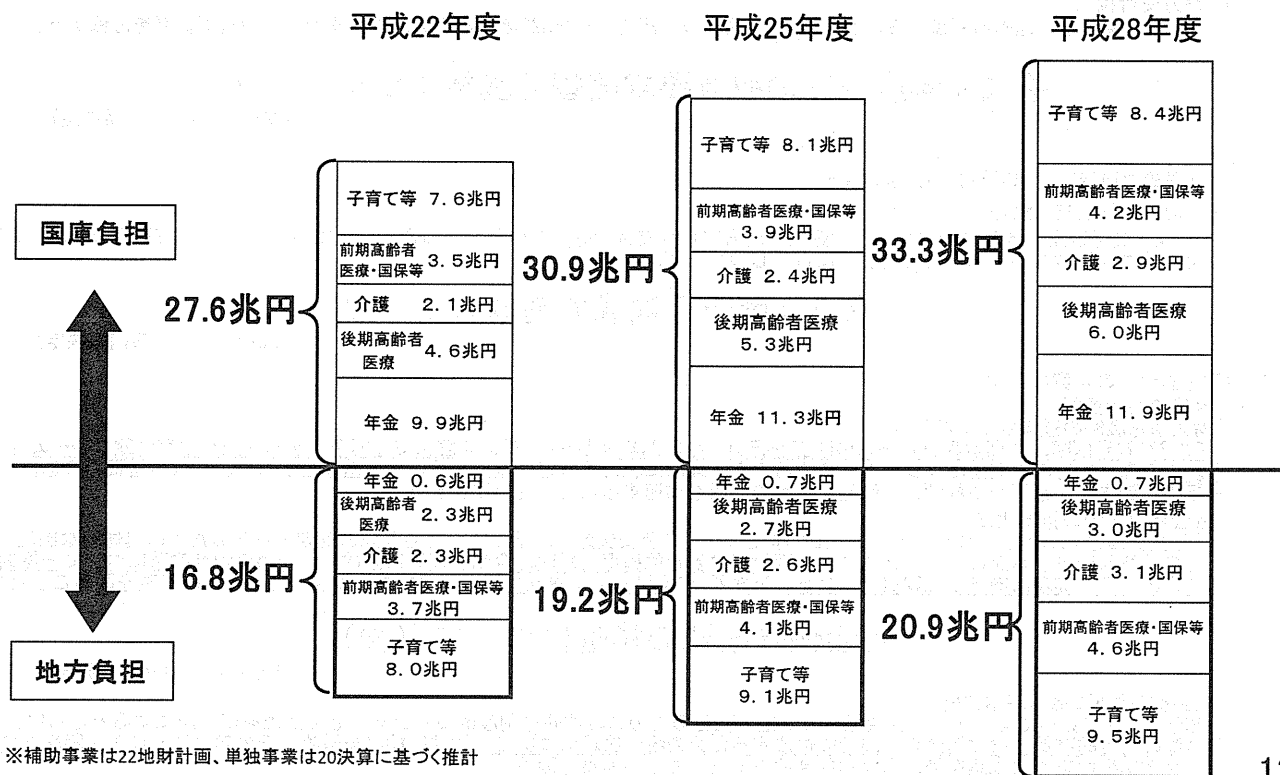 平成22年度
平成25年度
平成28年度
国庫負担
地方負担
27.6兆円
子育て等 7.6兆円
前期高齢者
医療・国保等 3.5兆円
介護 2.1兆円
後期高齢者
医療 4.6兆円
年金 9.9兆円
16.8兆円
年金 0.6兆円
後期高齢者
医療 2.3兆円
介護 2.3兆円
前期高齢者医療・国保等
3.7兆円
子育て等
8.0兆円
30.9兆円
子育て等 8.1兆円
前期高齢者医療・国保等
3.9兆円
介護 2.4兆円
後期高齢者医療
5.3兆円
年金 11.3兆円
19.2兆円
年金 0.7兆円
後期高齢者医療
2.7兆円
介護 2.6兆円
前期高齢者医療・国保等
4.1兆円
子育て等
9.1兆円
33.3兆円
子育て等 8.4兆円
前期高齢者医療・国保等
4.2兆円
介護 2.9兆円
後期高齢者医療
6.0兆円
年金 11.9兆円
20.9兆円
年金 0.7兆円
後期高齢者医療
3.0兆円
介護 3.1兆円
前期高齢者医療・国保等
4.6兆円
子育て等
9.5兆円
※補助事業は22地財計画、単独事業は20決算に基づく推計